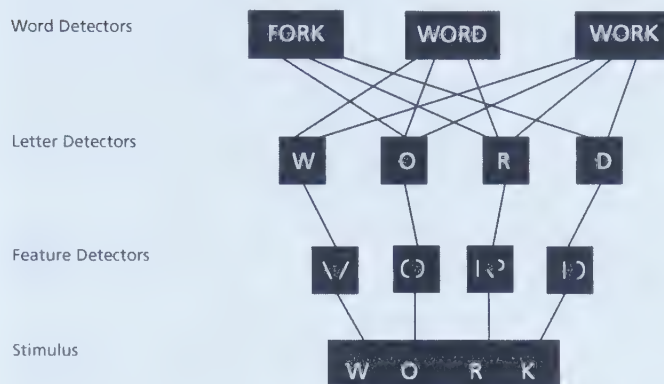 Word Detectors FORK WORD WORK
Letter Detectors W O R D
Feature Detectors
Stimulus W O R K